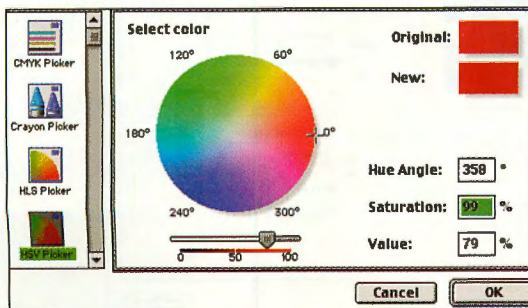 CMYK Picker
Crayon Picker
HLS Picker
HSV Picker
Select color
120°
60°
180°
0°
240°
300°
0 50 100
Original:
New:
Hue Angle: 358 °
Saturation: 99 %
Value: 79 %
Cancel OK